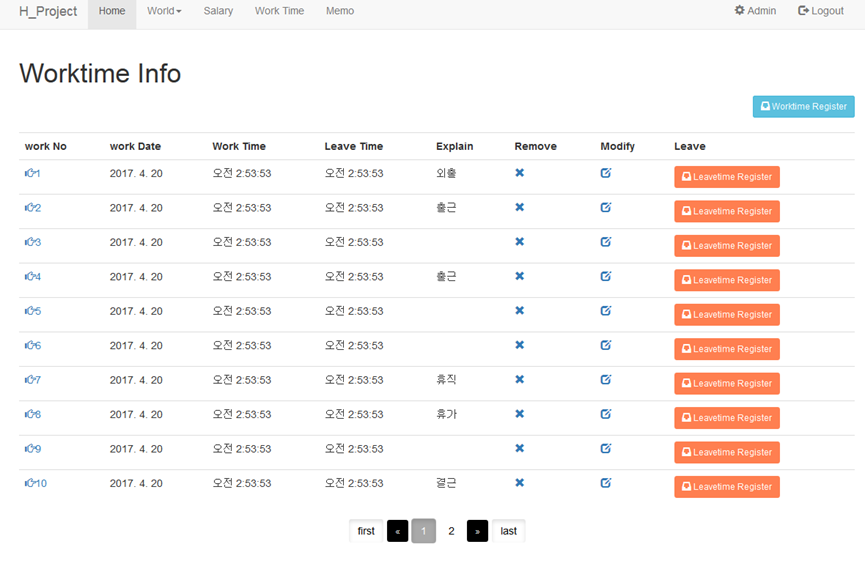 H_Project Home World Salary Work Time Memo Admin Logout
Worktime Info
Worktime Register
work No work Date Work Time Leave Time Explain Remove Modify Leave
1 2017. 4. 20 오전 2:53:53 오전 2:53:53 외출 Leavetime Register
2 2017. 4. 20 오전 2:53:53 오전 2:53:53 출근 Leavetime Register
3 2017. 4. 20 오전 2:53:53 오전 2:53:53 Leavetime Register
4 2017. 4. 20 오전 2:53:53 오전 2:53:53 출근 Leavetime Register
5 2017. 4. 20 오전 2:53:53 오전 2:53:53 Leavetime Register
6 2017. 4. 20 오전 2:53:53 오전 2:53:53 Leavetime Register
7 2017. 4. 20 오전 2:53:53 오전 2:53:53 휴직 Leavetime Register
8 2017. 4. 20 오전 2:53:53 오전 2:53:53 휴가 Leavetime Register
9 2017. 4. 20 오전 2:53:53 오전 2:53:53 Leavetime Register
10 2017. 4. 20 오전 2:53:53 오전 2:53:53 결근 Leavetime Register
first « 1 2 » last